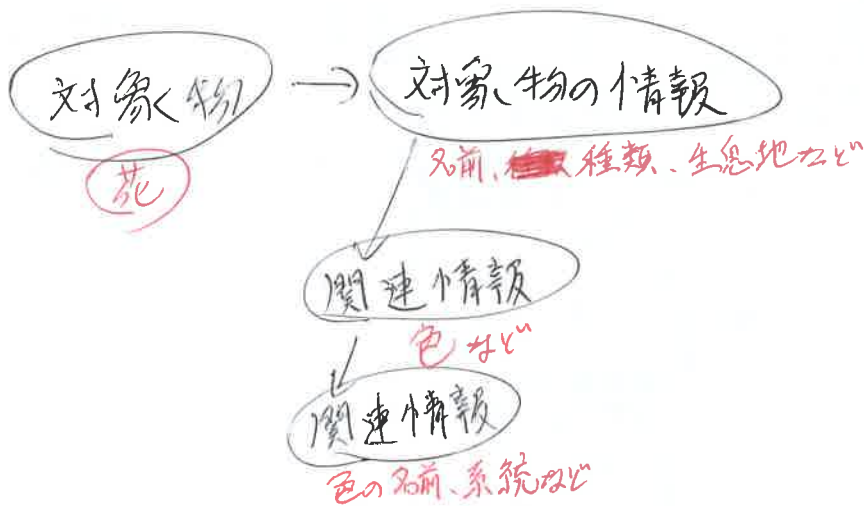 対象物
対象物の情報
花
名前、種類、生息地など
関連情報
色など
関連情報
色の名前、系統など